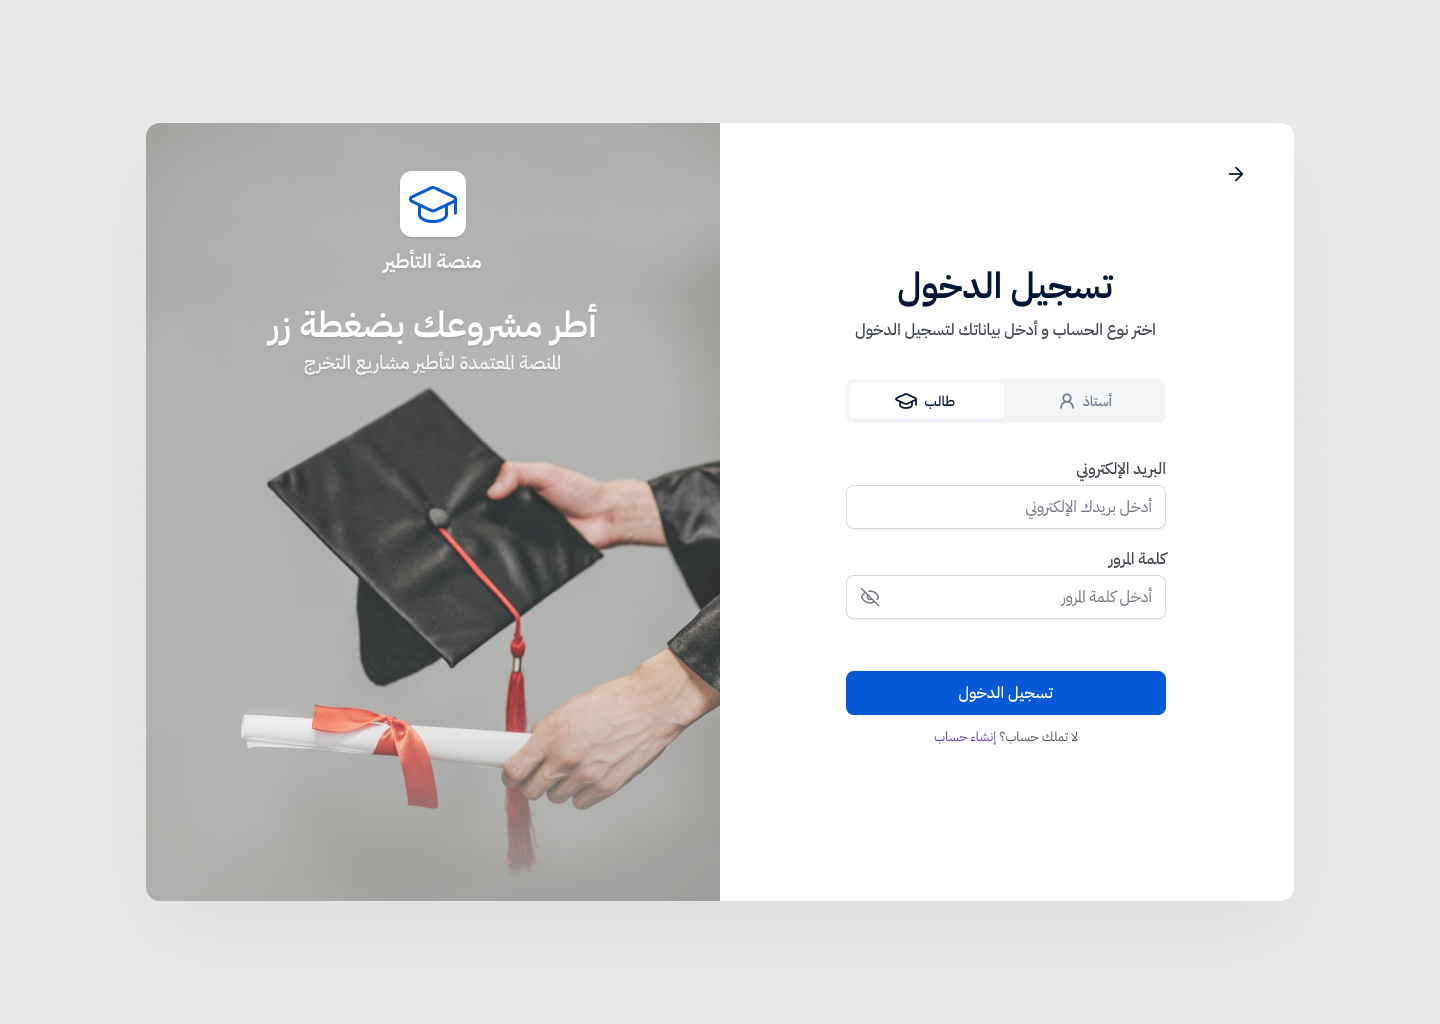 تسجيل الدخول
اختر نوع الحساب و أدخل بياناتك لتسجيل الدخول
أستاذ
طالب
البريد الإلكتروني
أدخل بريدك الإلكتروني
كلمة المرور
أدخل كلمة المرور
تسجيل الدخول
لا تملك حساب؟ إنشاء حساب
منصة التأطير
أطر مشروعك بضغطة زر
المنصة المعتمدة لتأطير مشاريع التخرج